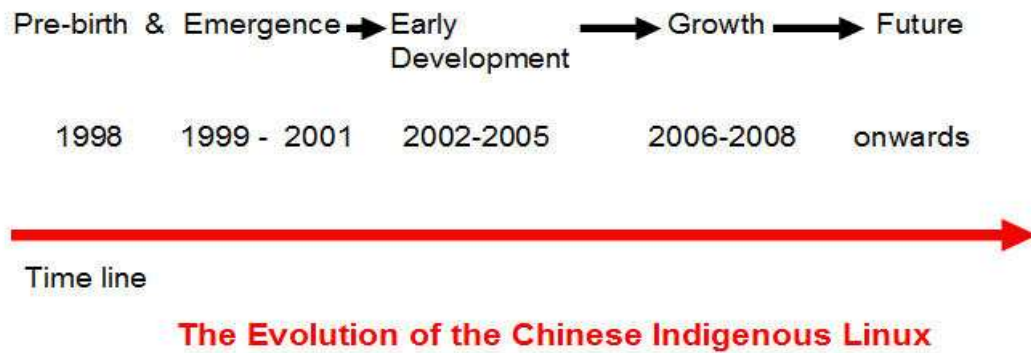 Pre-birth & Emergence Early Development Growth Future
1998 1999 - 2001 2002-2005 2006-2008 onwards
Time line
The Evolution of the Chinese Indigenous Linux